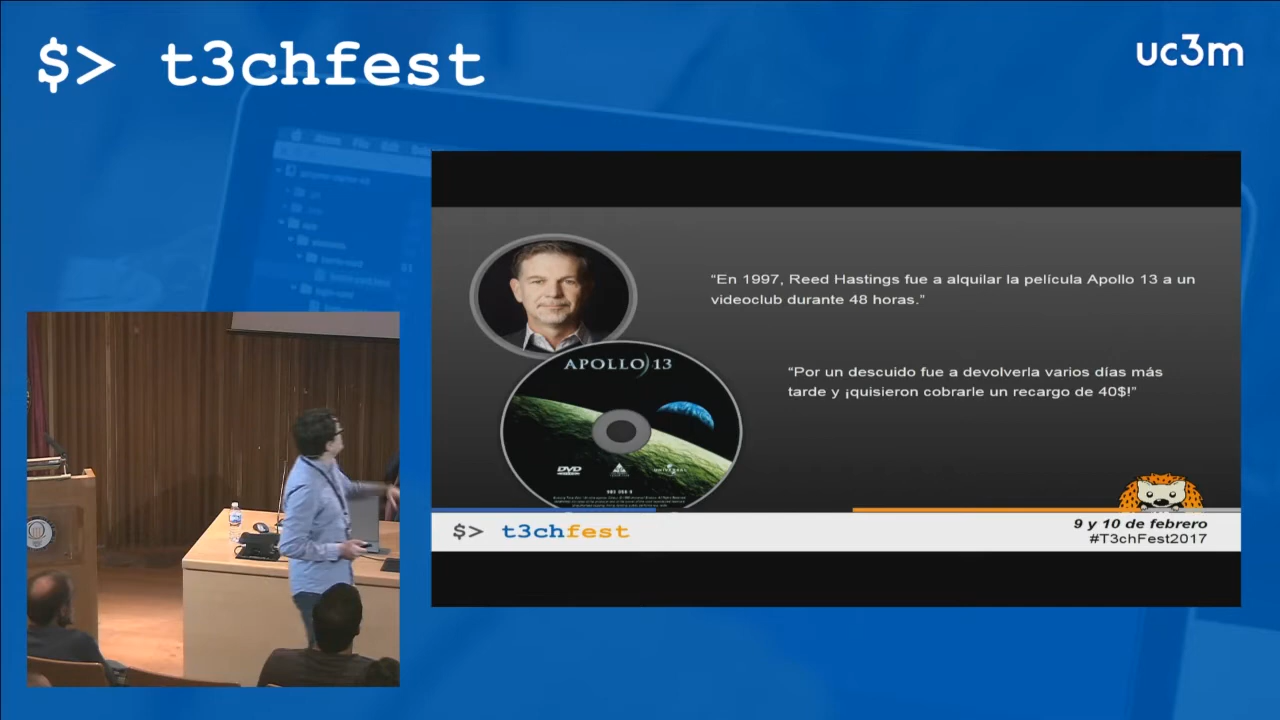 $> t3chfest
uc3m
“En 1997, Reed Hastings fue a alquilar la película Apollo 13 a un
videoclub durante 48 horas.”
APOLLO 13
“Por un descuido fue a devolverla varios días más
tarde y ¡quisieron cobrarle un recargo de 40$!”
DVD
UNIVERSAL
$> t3chfest
9 y 10 de febrero
#T3chFest2017